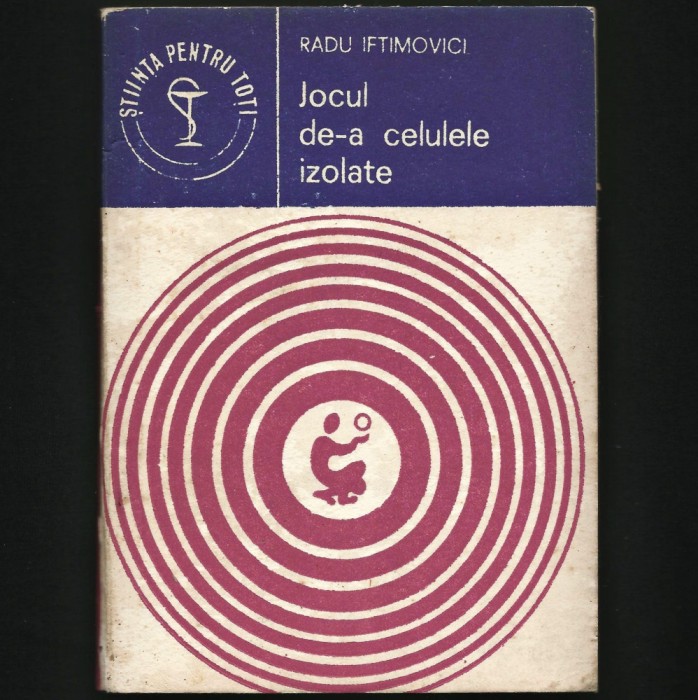 ȘTIINȚA PENTRU TOȚI
RADU IFTIMOVICI
Jocul
de-a celulele
izolate